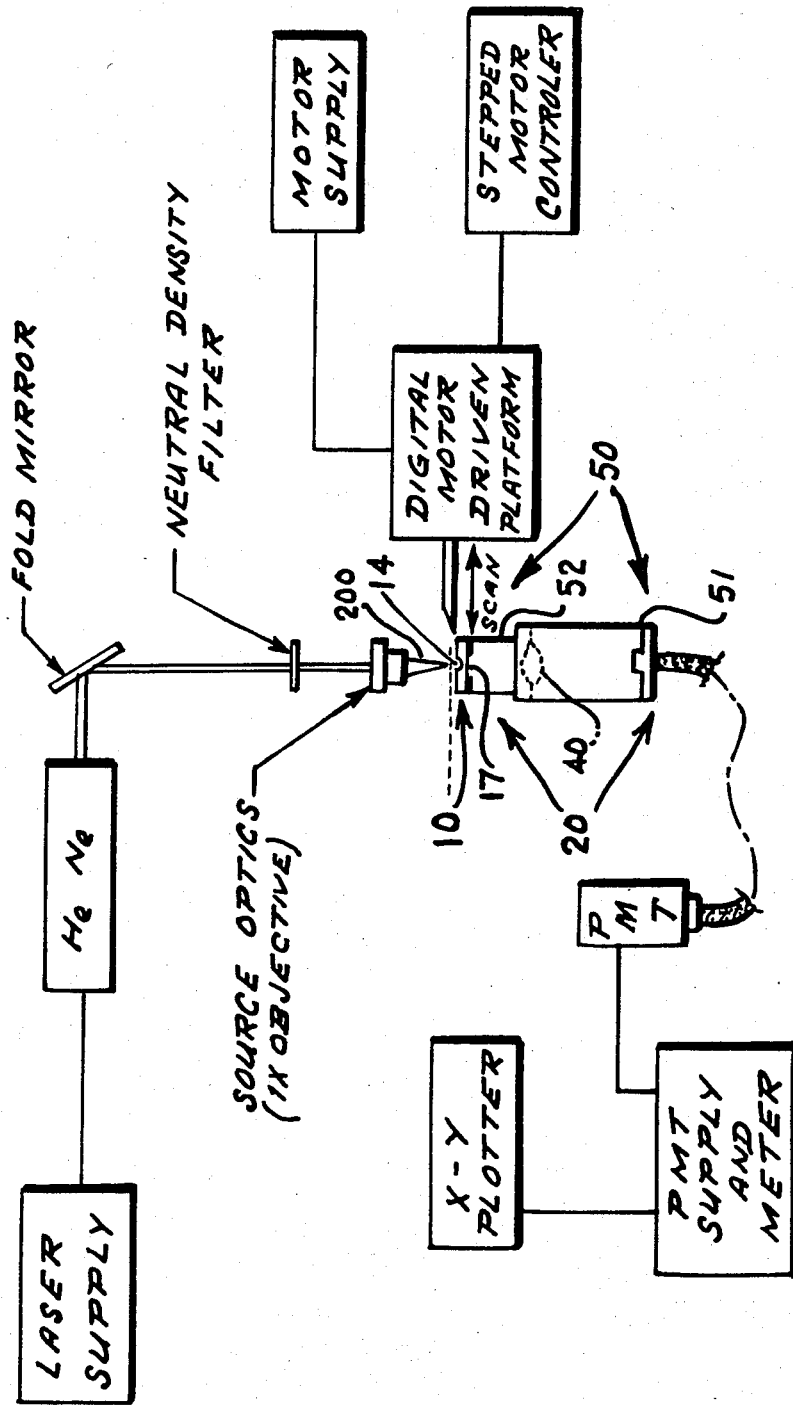 LASER
SUPPLY
He Ne
FOLD MIRROR
NEUTRAL DENSITY
FILTER
SOURCE OPTICS
(1X OBJECTIVE)
200
14
MOTOR
SUPPLY
DIGITAL
MOTOR
DRIVEN
PLATFORM
STEPPED
MOTOR
CONTROLER
SCAN
10
17
52
50
20
40
51
X-Y
PLOTTER
PMT
PMT
SUPPLY
AND
METER